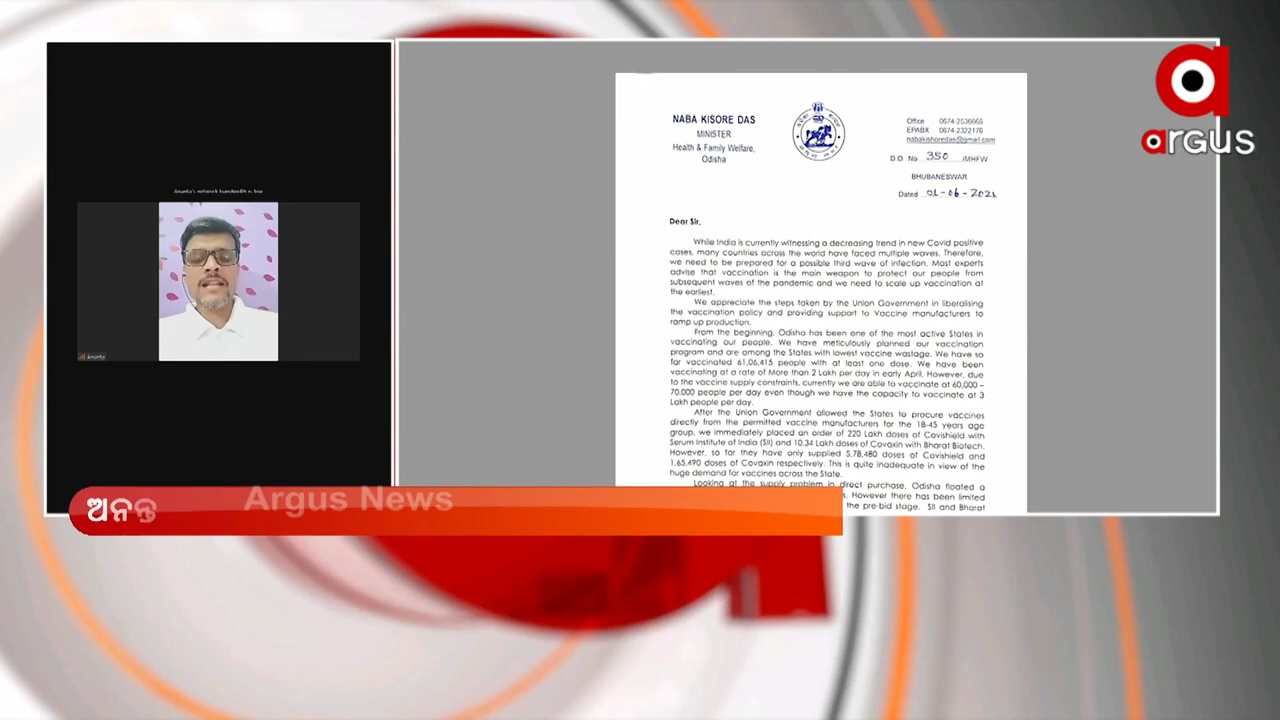 Ananta's network bandwidth is low
Ananta
NABA KISORE DAS
MINISTER
Health & Family Welfare,
Odisha
Office 0674-2536665
EPABX 0674-2322176
nabakishoredas@gmail.com
D.O. No 350 /MHFW
BHUBANESWAR
Dated 01-06-2021
Dear Sir,
While India is currently witnessing a decreasing trend in new Covid positive
cases, many countries across the world have faced multiple waves. Therefore,
we need to be prepared for a possible third wave of infection. Most experts
advise that vaccination is the main weapon to protect our people from
subsequent waves of the pandemic and we need to scale up vaccination at
the earliest.
We appreciate the steps taken by the Union Government in liberalising
the vaccination policy and providing support to Vaccine manufacturers to
ramp up production.
From the beginning, Odisha has been one of the most active States in
vaccinating our people. We have meticulously planned our vaccination
program and are among the States with lowest vaccine wastage. We have so
far vaccinated 61,06,415 people with at least one dose. We have been
vaccinating at a rate of More than 2 Lakh per day in early April. However, due
to the vaccine supply constraints, currently we are able to vaccinate at 60,000 –
70,000 people per day even though we have the capacity to vaccinate at 3
Lakh people per day.
After the Union Government allowed the States to procure vaccines
directly from the permitted vaccine manufacturers for the 18-45 years age
group, we immediately placed an order of 220 Lakh doses of Covishield with
Serum Institute of India (SII) and 10.34 Lakh doses of Covaxin with Bharat Biotech.
However, so far they have only supplied 5,78,480 doses of Covishield and
1,65,490 doses of Covaxin respectively. This is quite inadequate in view of the
huge demand for vaccines across the State.
Looking at the supply problem in direct purchase, Odisha floated a
However there has been limited
the pre-bid stage. SII and Bharat
argus
ଅନନ୍ତ
Argus News